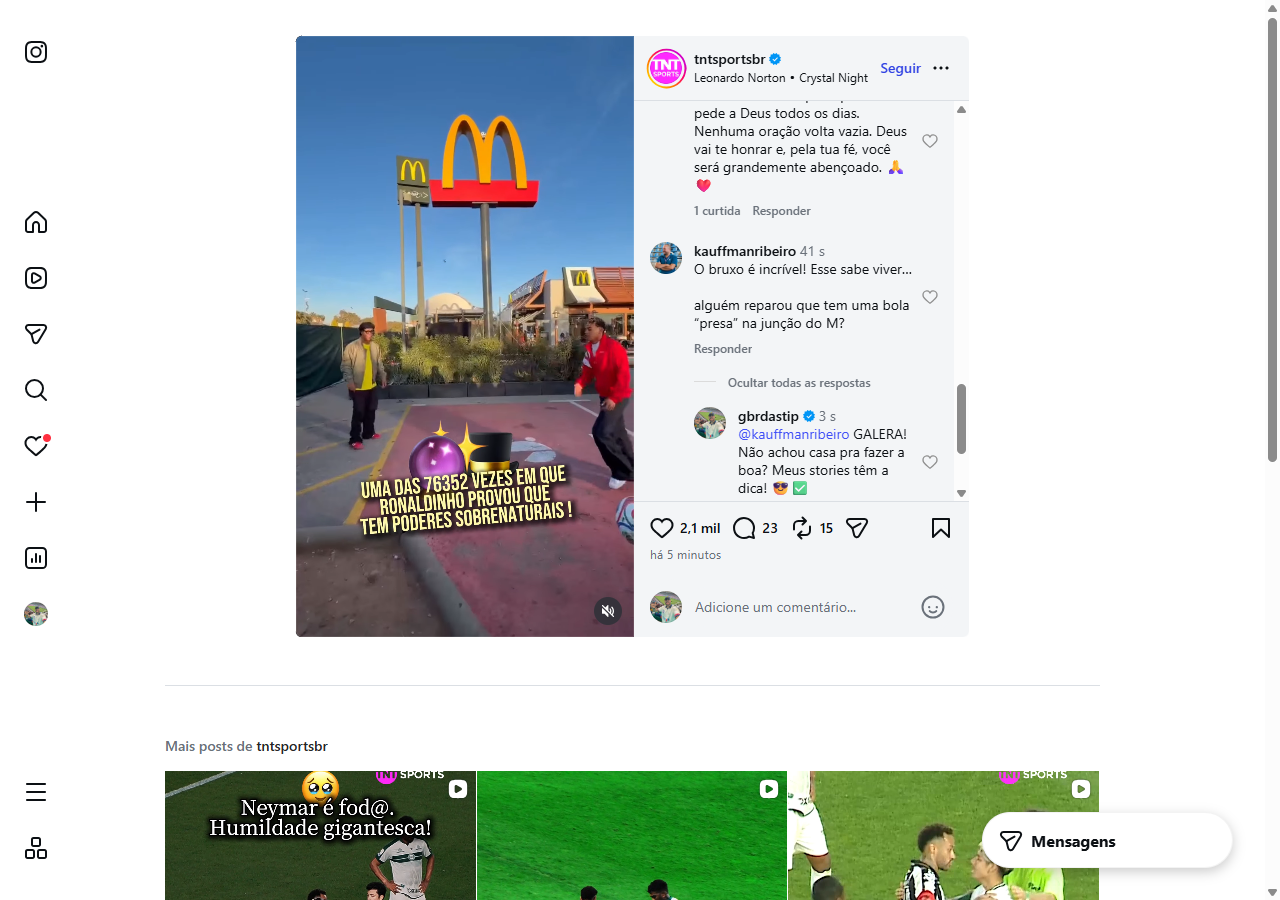 UMA DAS 76352 VEZES EM QUE
RONALDINHO PROVOU QUE
TEM PODERES SOBRENATURAIS !
TNT
SPORTS
tntsportsbr
Leonardo Norton • Crystal Night
Seguir
pede a Deus todos os dias.
Nenhuma oração volta vazia. Deus
vai te honrar e, pela tua fé, você
será grandemente abençoado. 🙏
❤️
1 curtida Responder
kauffmanribeiro 41 s
O bruxo é incrível! Esse sabe viver...
alguém reparou que tem uma bola
“presa” na junção do M?
Responder
Ocultar todas as respostas
gbrdastip 3 s
@kauffmanribeiro GALERA!
Não achou casa pra fazer a
boa? Meus stories têm a
dica! 😎 ✅
2,1 mil 23 15
há 5 minutos
Adicione um comentário...
Mais posts de tntsportsbr
TNT SPORTS
Neymar é fod@.
Humildade gigantesca!
TNT SPORTS
Mensagens